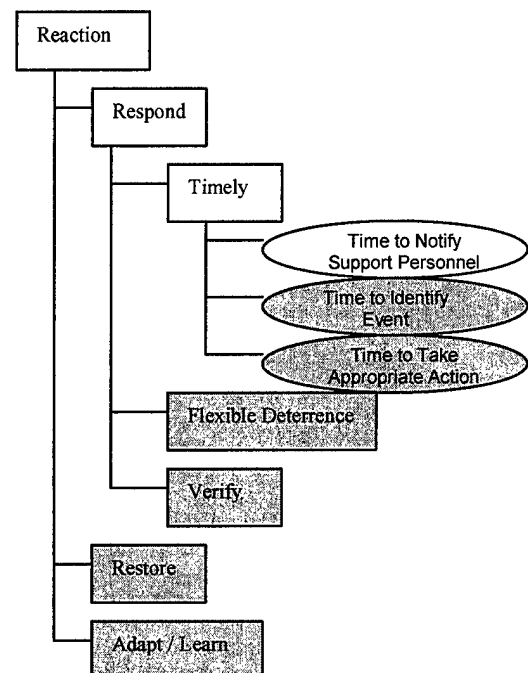 Reaction
Respond
Timely
Time to Notify
Support Personnel
Time to Identify
Event
Time to Take
Appropriate Action
Flexible Deterrence
Verify
Restore
Adapt / Learn